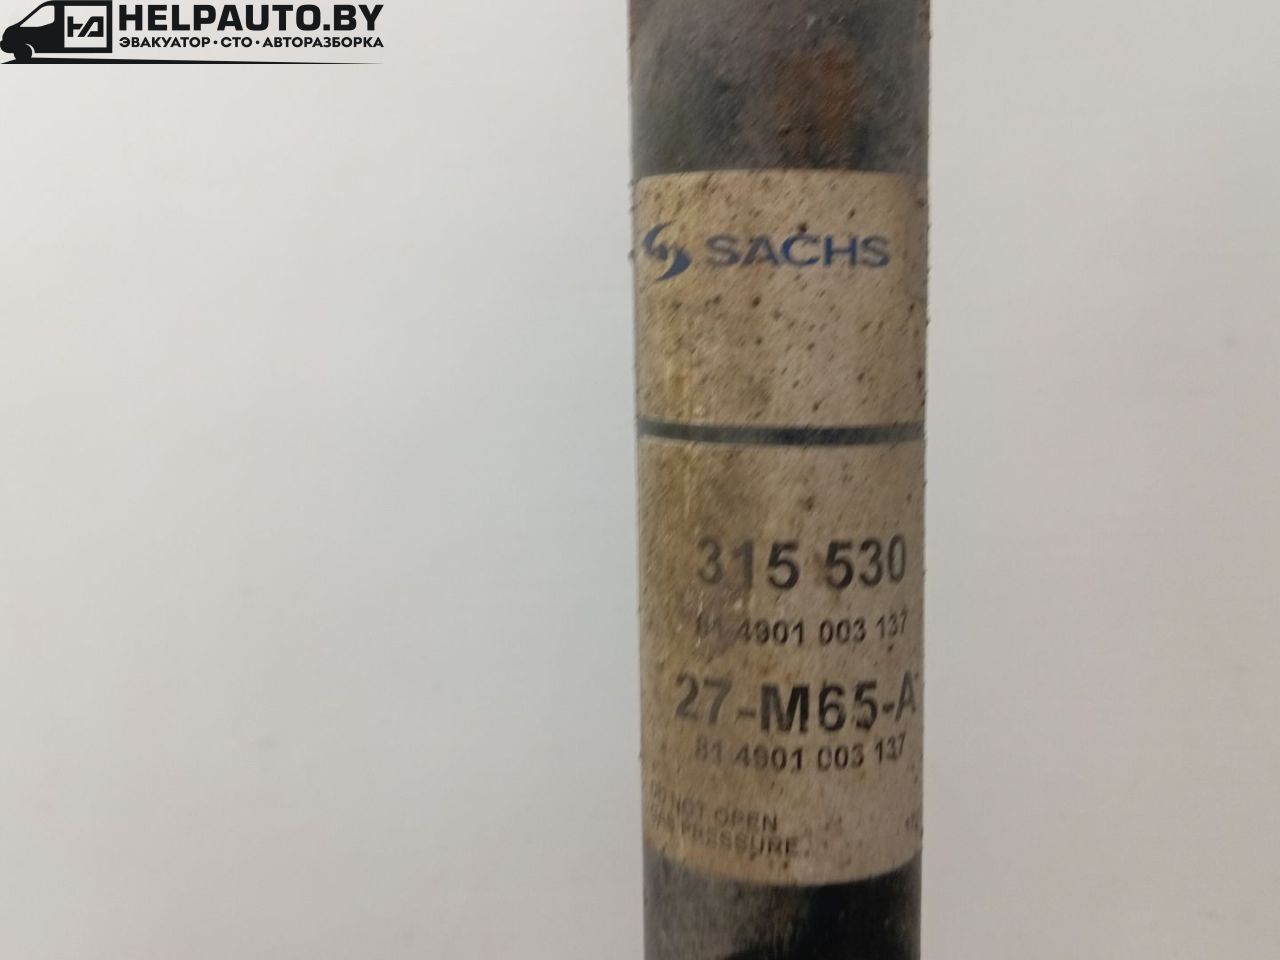 HELPAUTO.BY
ЭВАКУАТОР·СТО·АВТОРАЗБОРКА
SACHS
315 530
81 4901 003 137
27-M65-A
81 4901 003 137
DO NOT OPEN
GAS PRESSURE